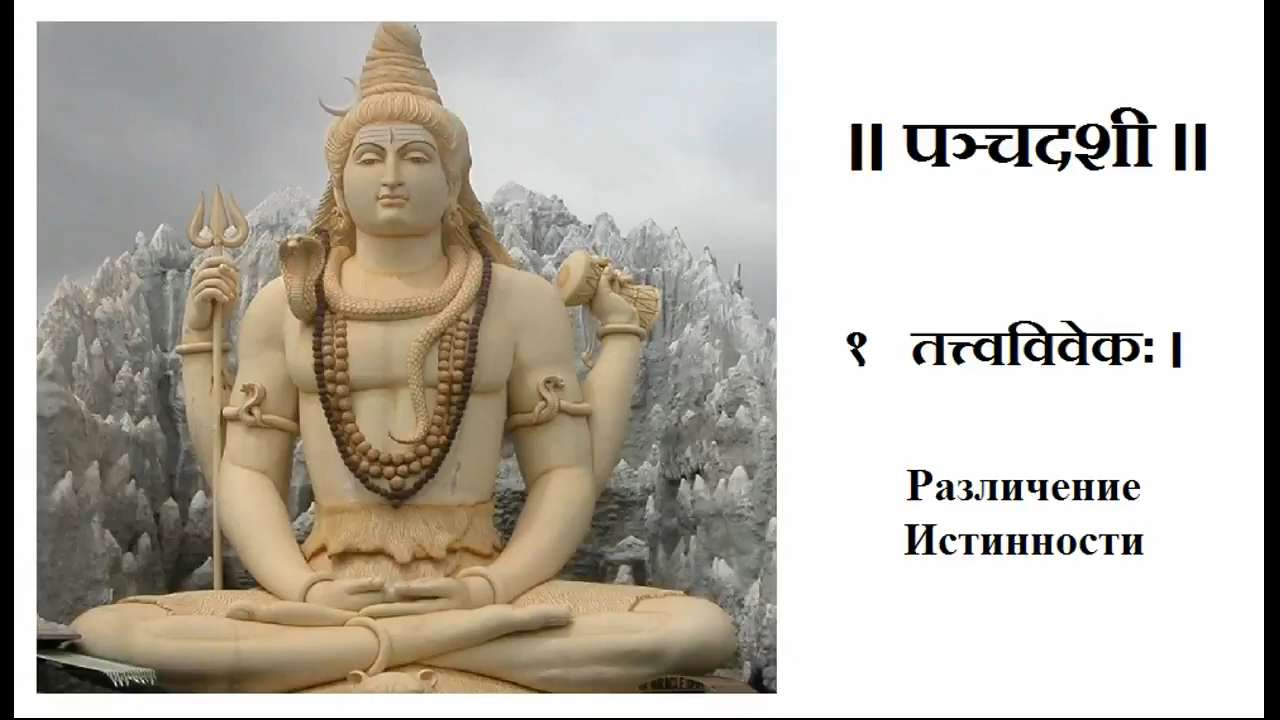 ॥ पञ्चदशी ॥
१ तत्त्वविवेकः ।
Различение
Истинности